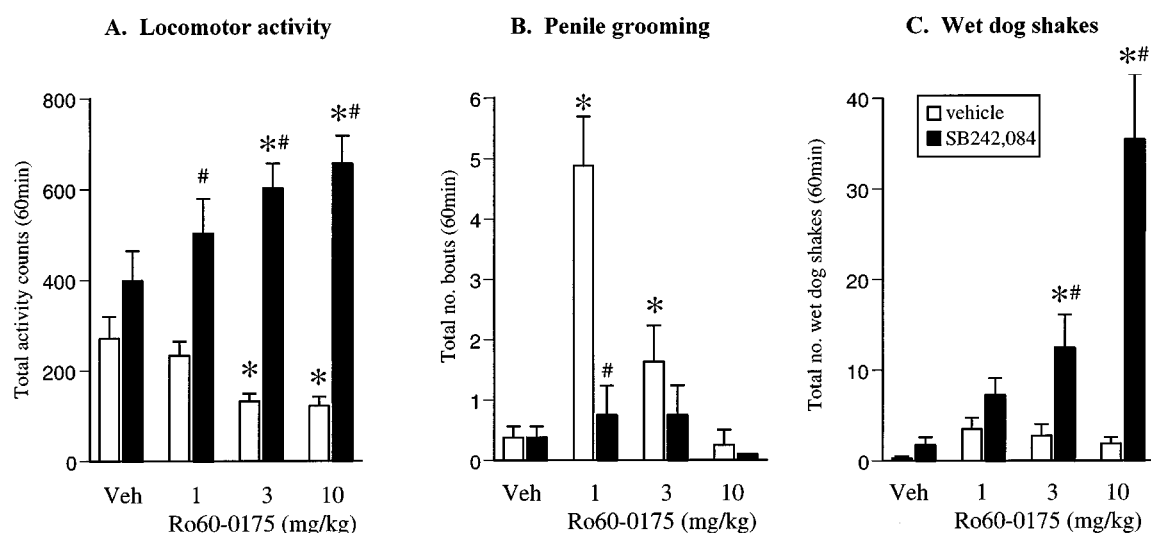 A. Locomotor activity
B. Penile grooming
C. Wet dog shakes
Total activity counts (60min)
800
600
400
200
0
*
*
#
*#
*#
Veh
1
3
10
Ro60-0175 (mg/kg)
Total no. bouts (60min)
6
5
4
3
2
1
0
*
#
*
Veh
1
3
10
Ro60-0175 (mg/kg)
Total no. wet dog shakes (60min)
40
30
20
10
0
vehicle
SB242,084
*#
*#
Veh
1
3
10
Ro60-0175 (mg/kg)